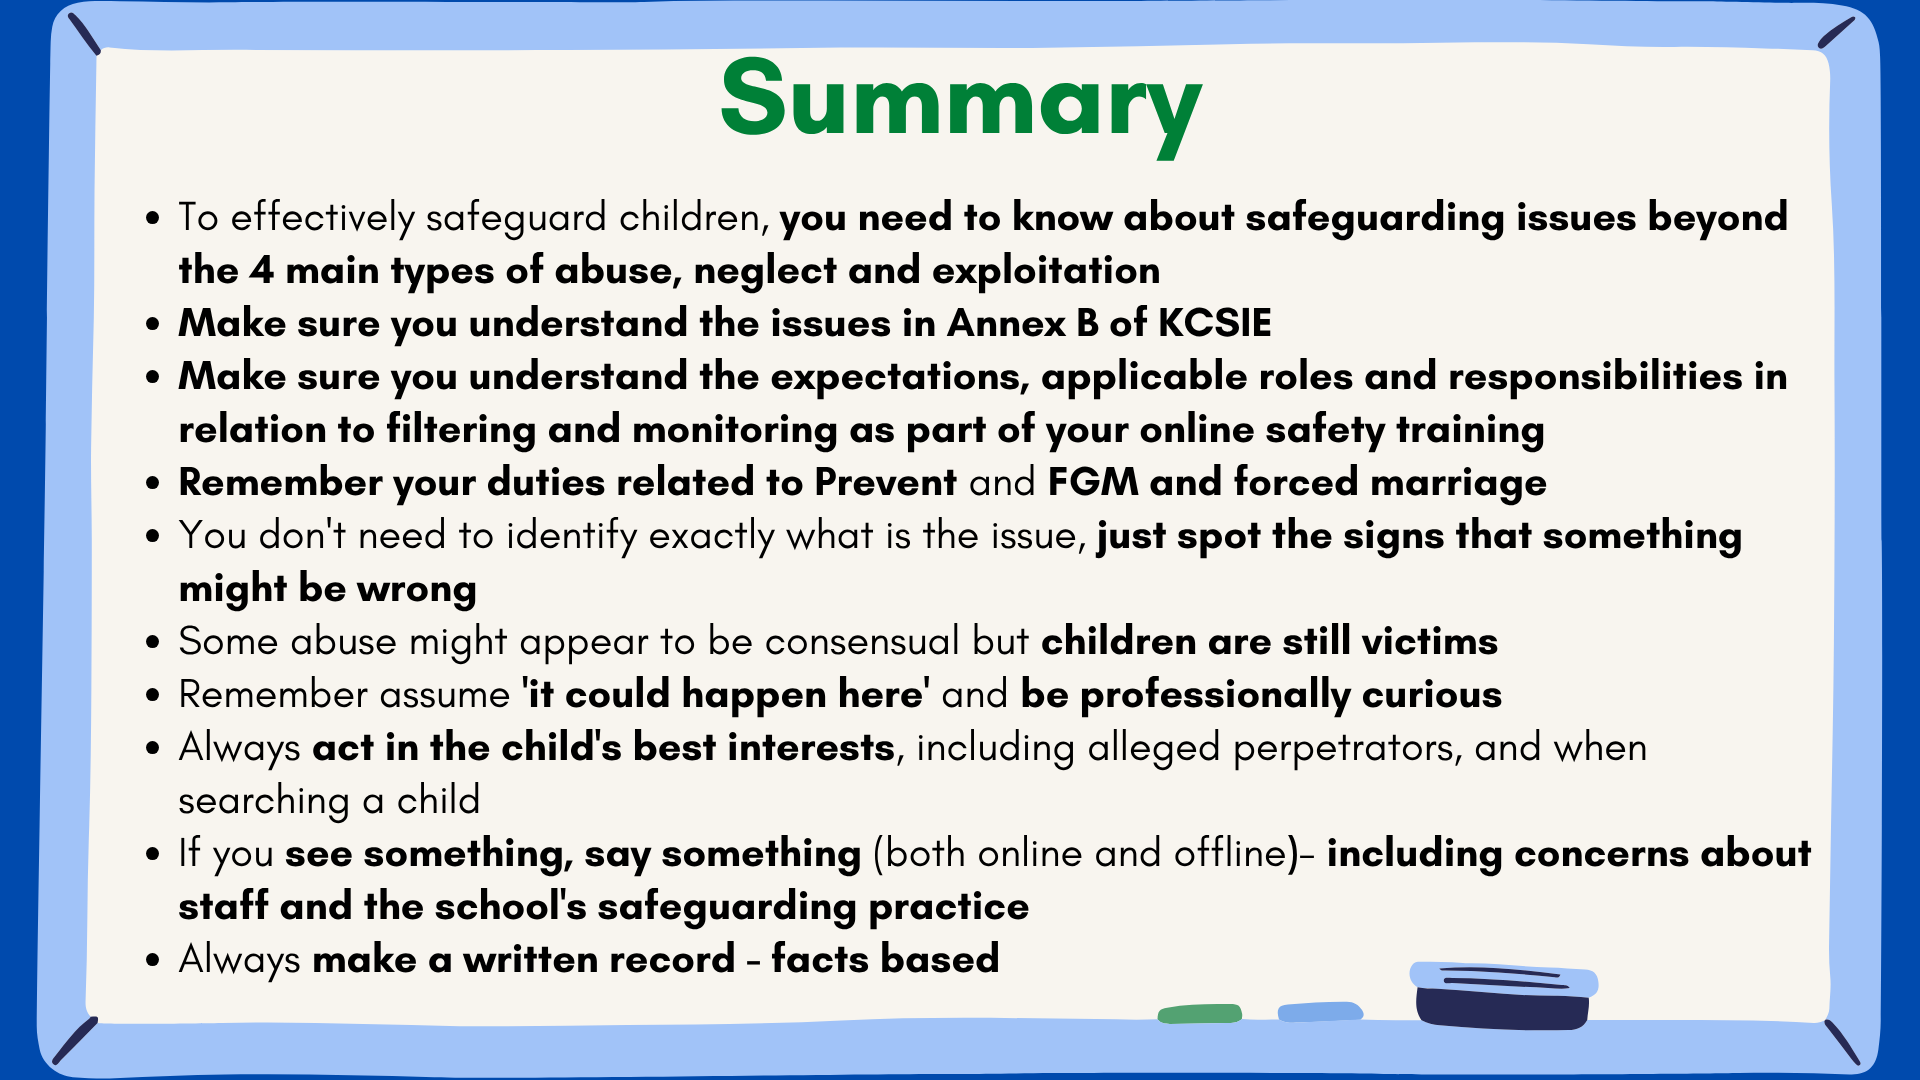 Summary
• To effectively safeguard children, you need to know about safeguarding issues beyond
the 4 main types of abuse, neglect and exploitation
• Make sure you understand the issues in Annex B of KCSIE
• Make sure you understand the expectations, applicable roles and responsibilities in
relation to filtering and monitoring as part of your online safety training
• Remember your duties related to Prevent and FGM and forced marriage
• You don't need to identify exactly what is the issue, just spot the signs that something
might be wrong
• Some abuse might appear to be consensual but children are still victims
• Remember assume 'it could happen here' and be professionally curious
• Always act in the child's best interests, including alleged perpetrators, and when
searching a child
• If you see something, say something (both online and offline)- including concerns about
staff and the school's safeguarding practice
• Always make a written record - facts based